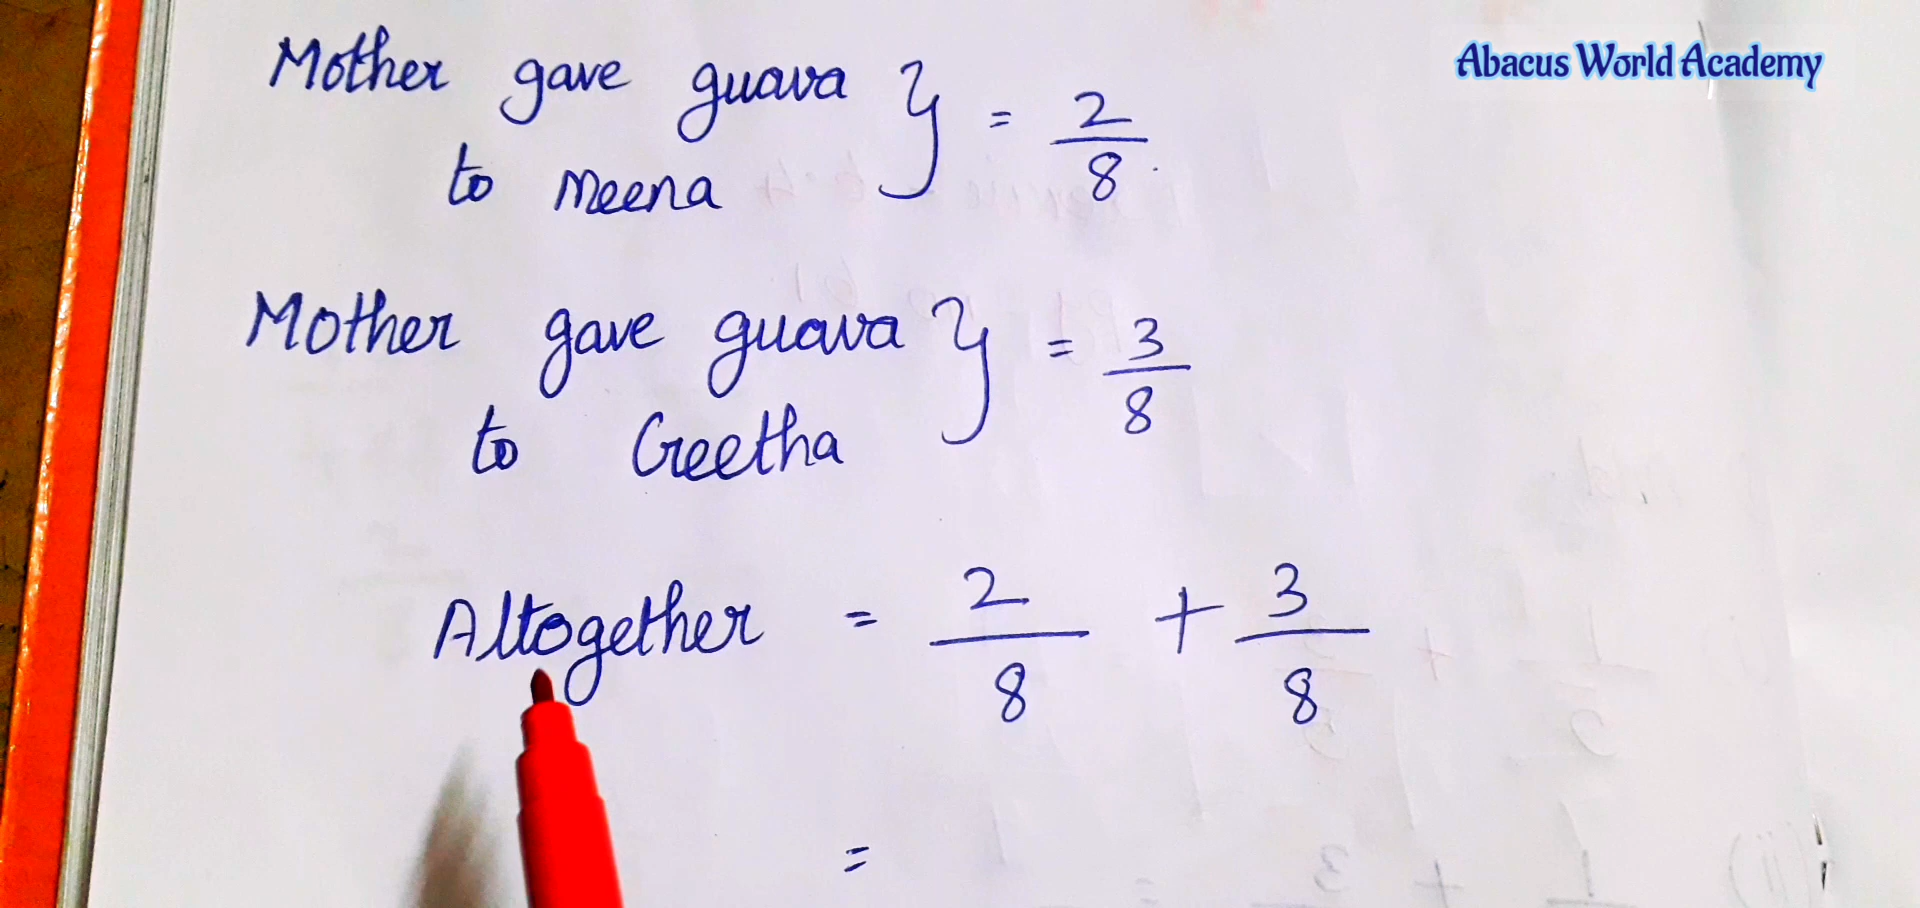 Abacus World Academy
Mother gave guava } = 2/8
to Meena
Mother gave guava } = 3/8
to Geetha
Altogether = 2/8 + 3/8
=